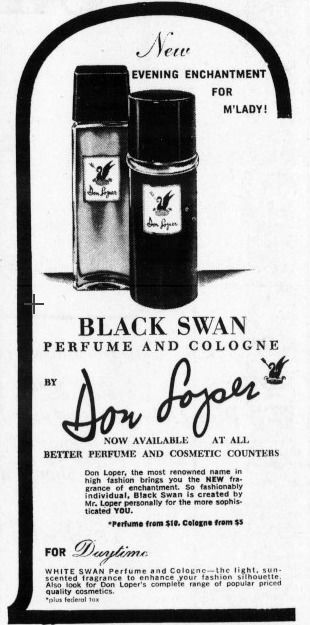 New
EVENING ENCHANTMENT
FOR
M'LADY!
Don Loper
Don Loper
BLACK SWAN
PERFUME AND COLOGNE
BY
Don Loper
NOW AVAILABLE AT ALL
BETTER PERFUME AND COSMETIC COUNTERS
Don Loper, the most renowned name in
high fashion brings you the NEW fra-
grance of enchantment. So fashionably
individual, Black Swan is created by
Mr. Loper personally for the more sophis-
ticated YOU.
*Perfume from $10. Cologne from $5
FOR Daytime
WHITE SWAN Perfume and Cologne—the light, sun-
scented fragrance to enhance your fashion silhouette.
Also look for Don Loper's complete range of popular priced
quality cosmetics.
*plus federal tax